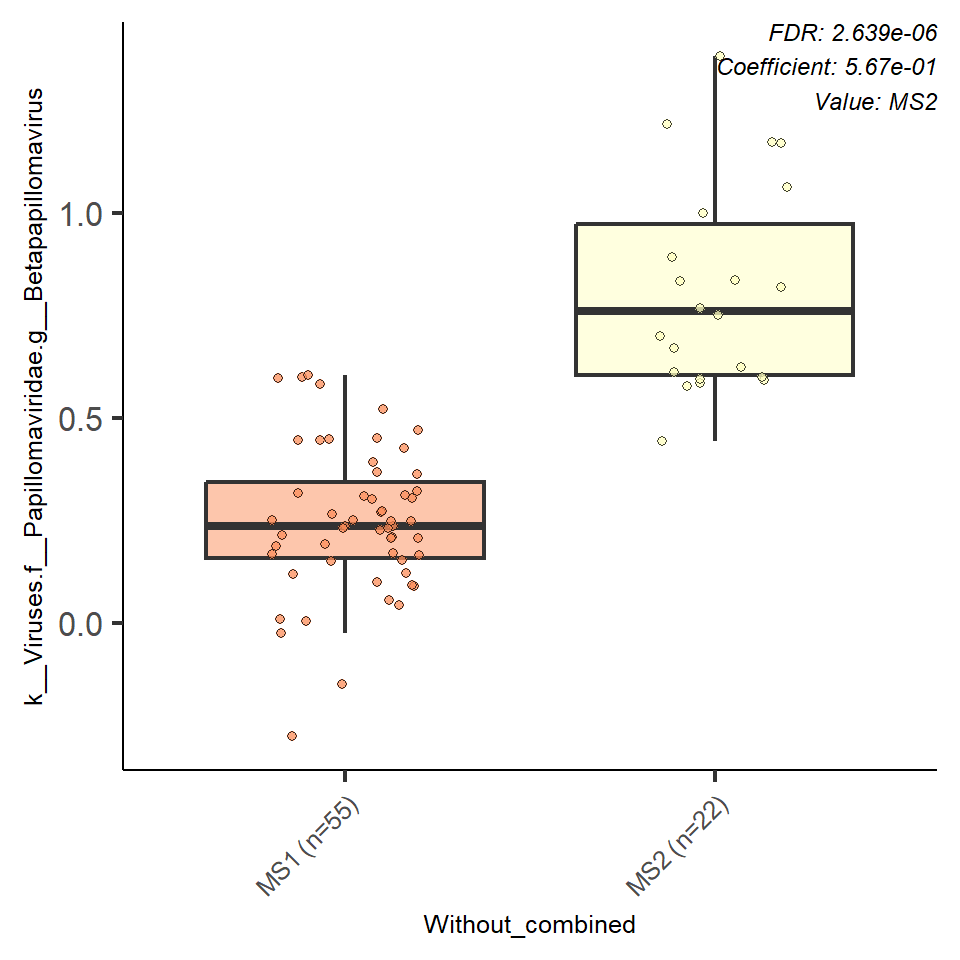 FDR: 2.639e-06
Coefficient: 5.67e-01
Value: MS2
k__Viruses.f__Papillomaviridae.g__Betapapillomavirus
1.0
0.5
0.0
MS1 (n=55)
MS2 (n=22)
Without_combined